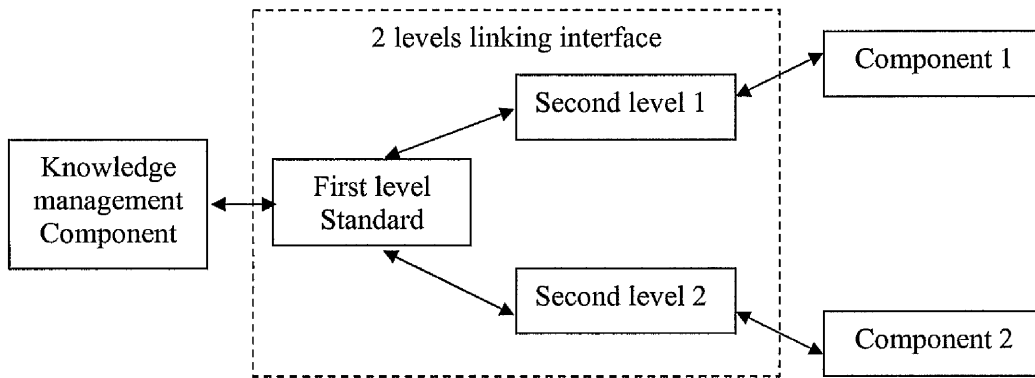 2 levels linking interface
Component 1
Second level 1
Knowledge
management
Component
First level
Standard
Second level 2
Component 2